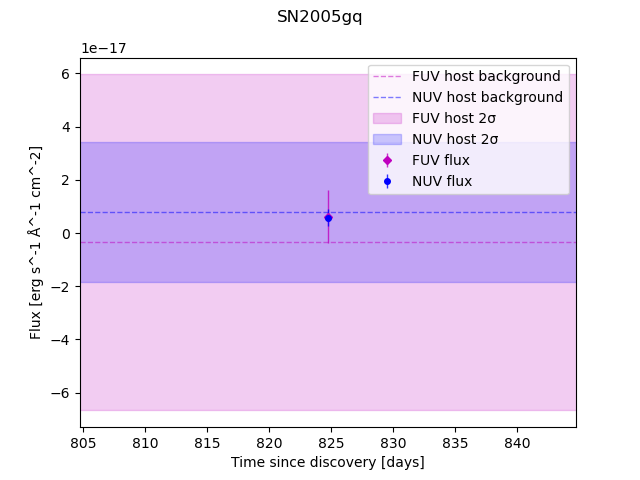 SN2005gq
1e−17
FUV host background
NUV host background
FUV host 2σ
NUV host 2σ
FUV flux
NUV flux
6
4
2
0
−2
−4
−6
Flux [erg s^-1 Å^-1 cm^-2]
805 810 815 820 825 830 835 840
Time since discovery [days]